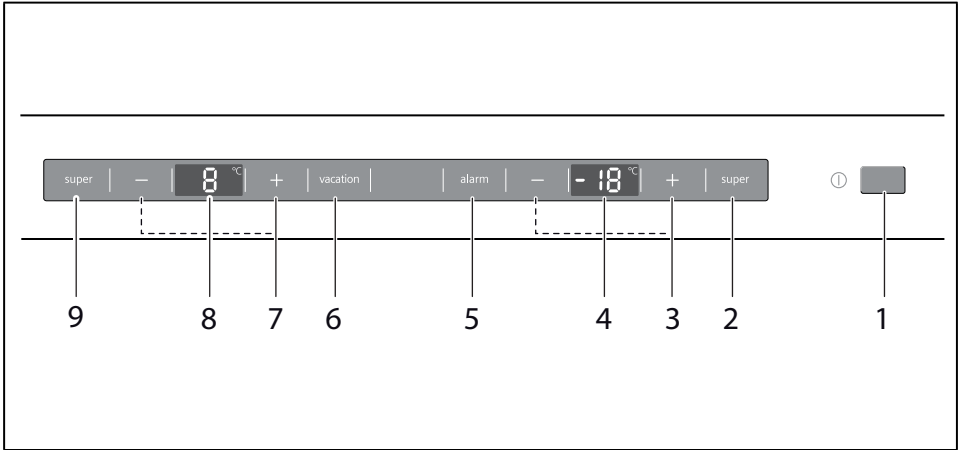 super − 8 °C + vacation alarm − -18 °C + super
9 8 7 6 5 4 3 2 1